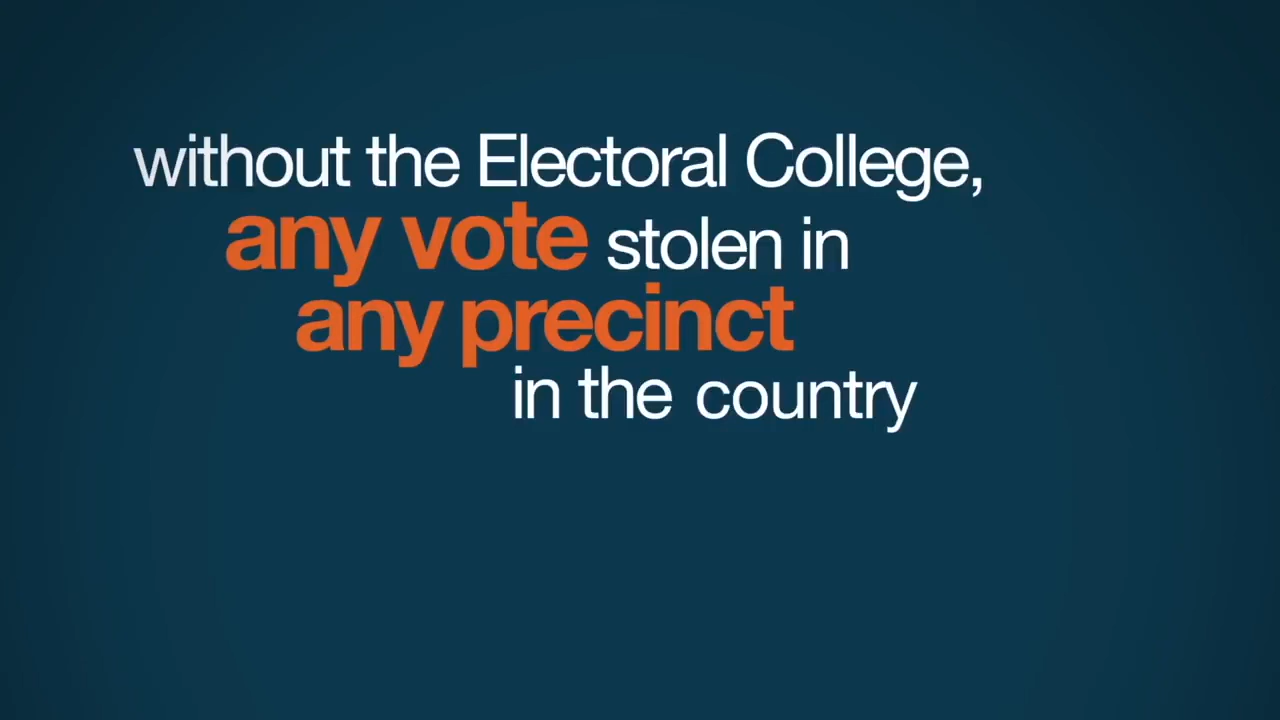 without the Electoral College,
any vote stolen in
any precinct
in the country